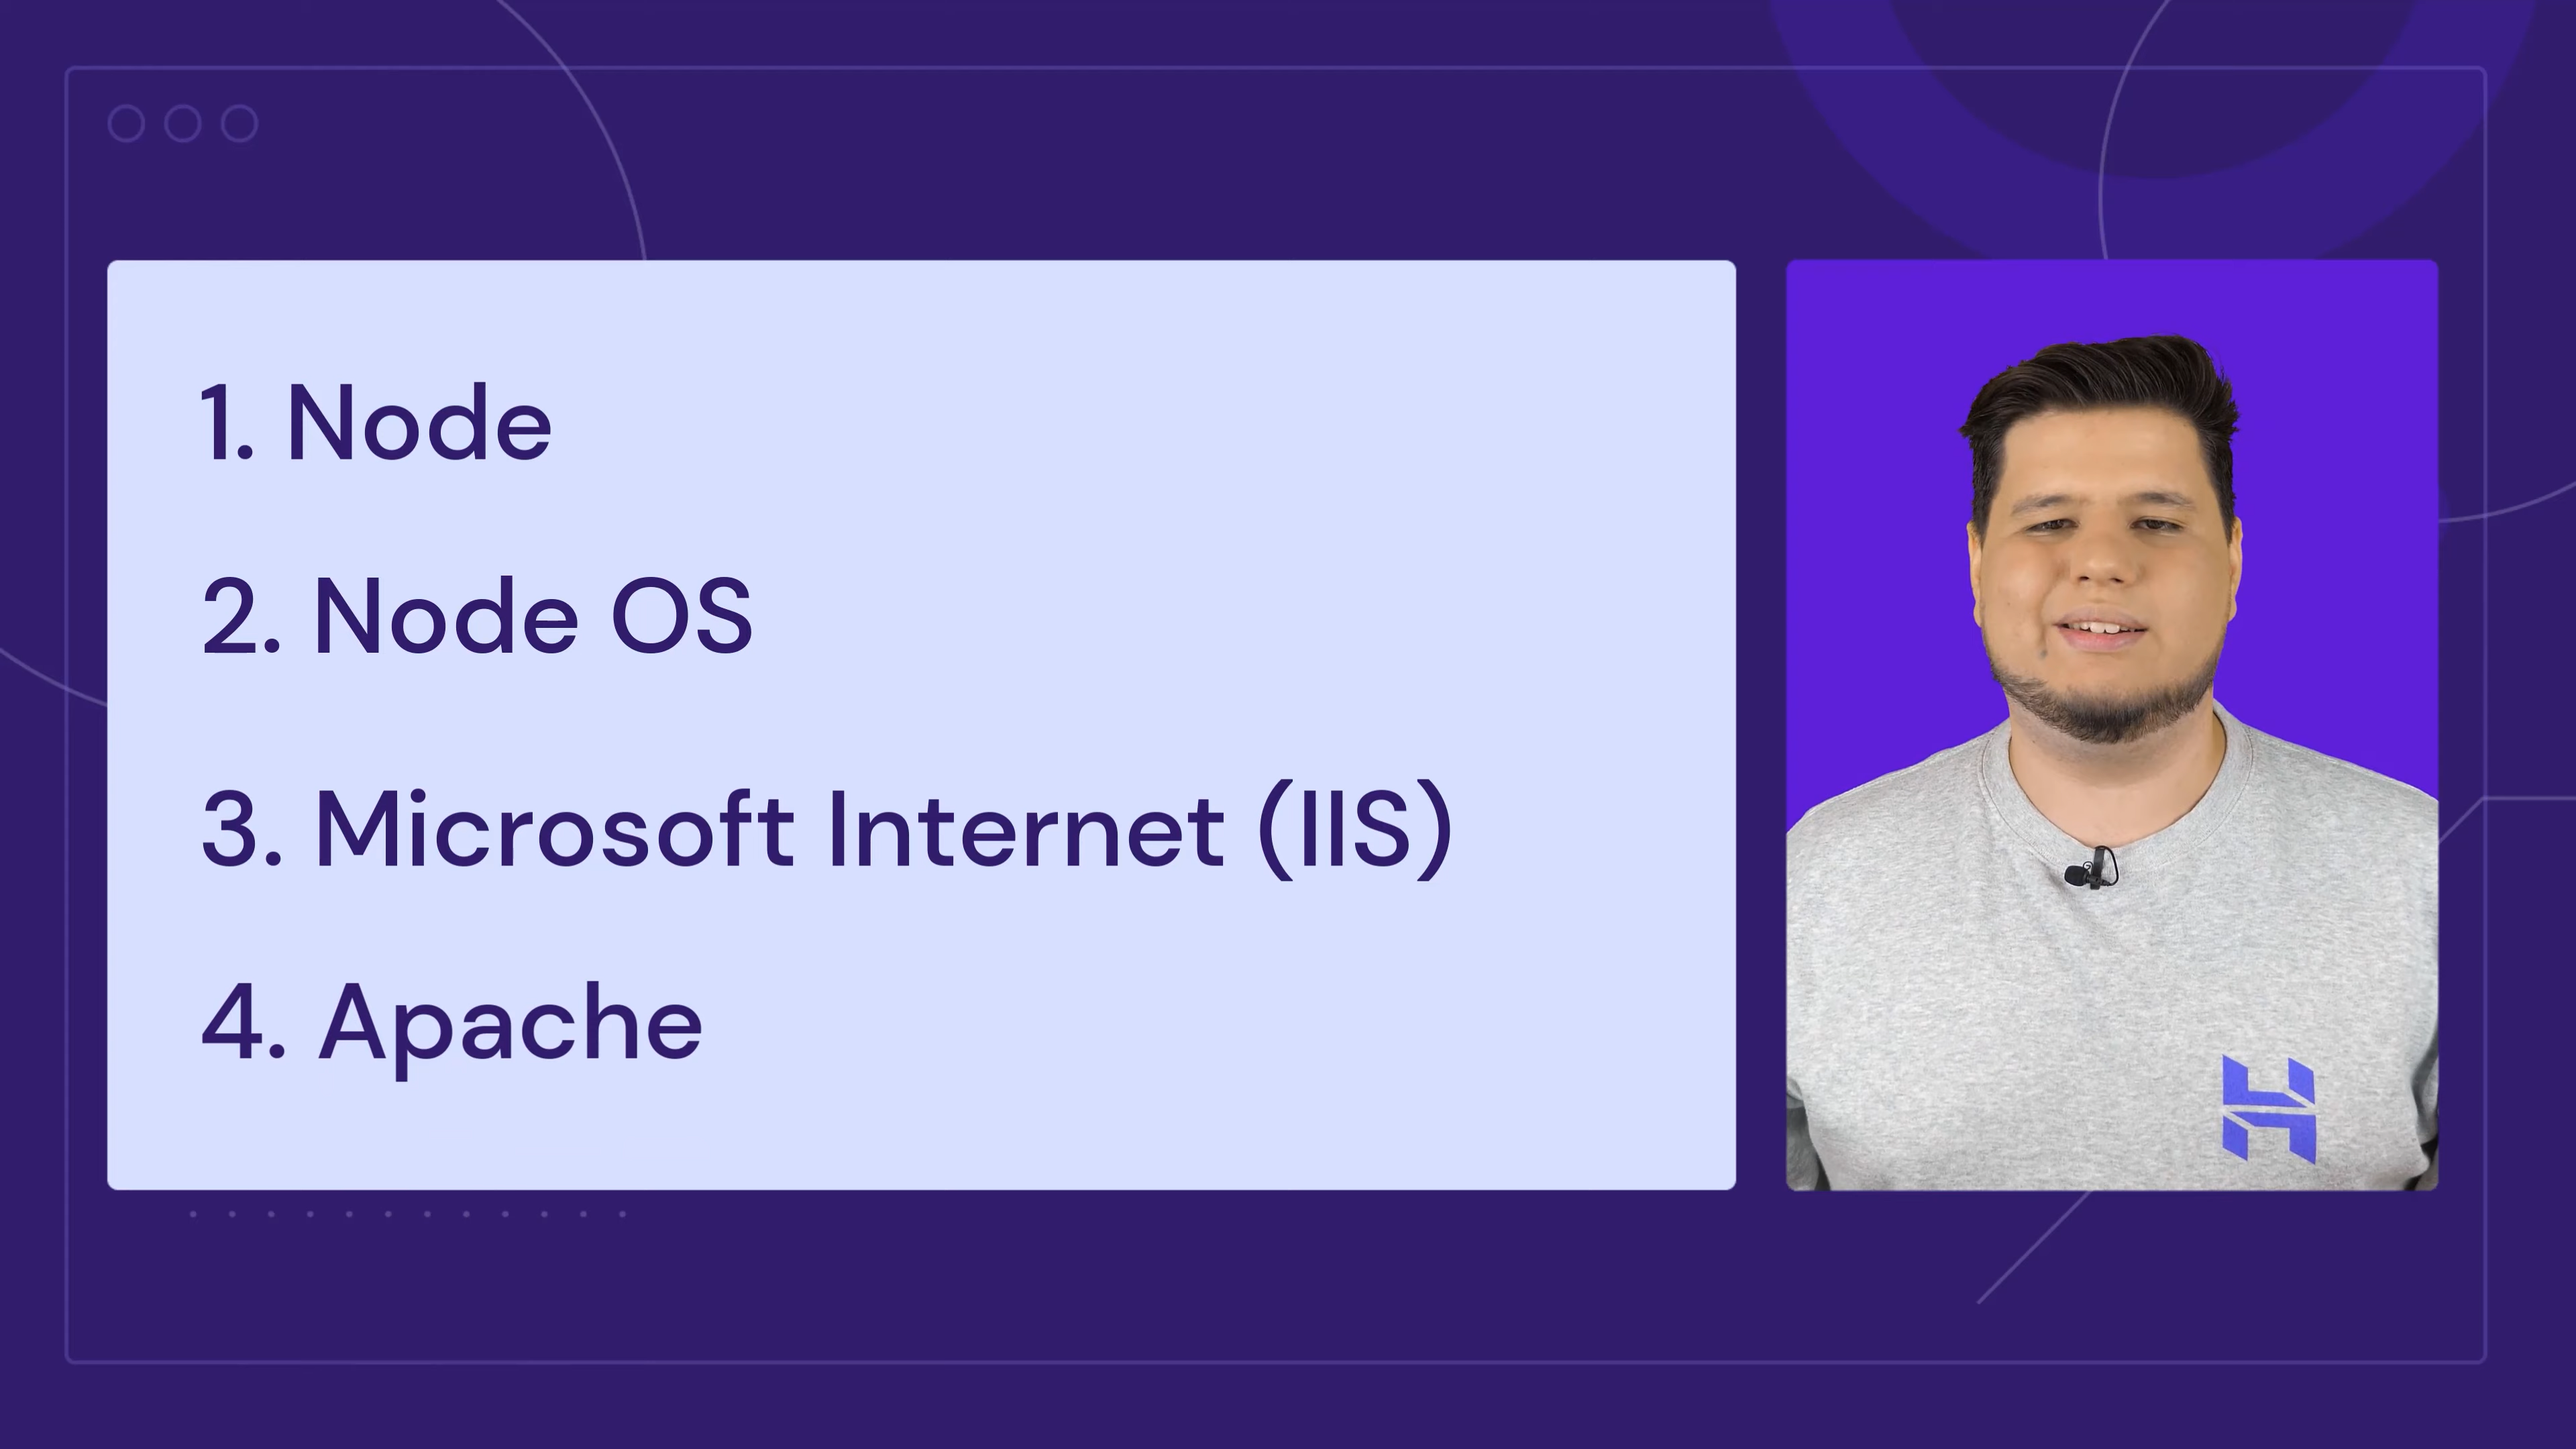 1. Node
2. Node OS
3. Microsoft Internet (IIS)
4. Apache